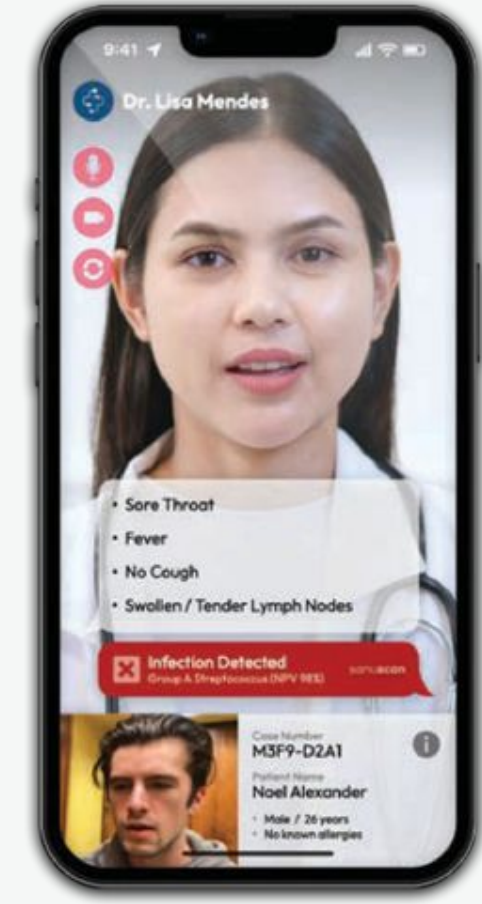 9:41
Dr. Lisa Mendes
• Sore Throat
• Fever
• No Cough
• Swollen / Tender Lymph Nodes
Infection Detected
Group A Streptococcus (NPV 98%)
Case Number
M3F9-D2A1
Patient Name
Noel Alexander
• Male / 26 years
• No known allergies